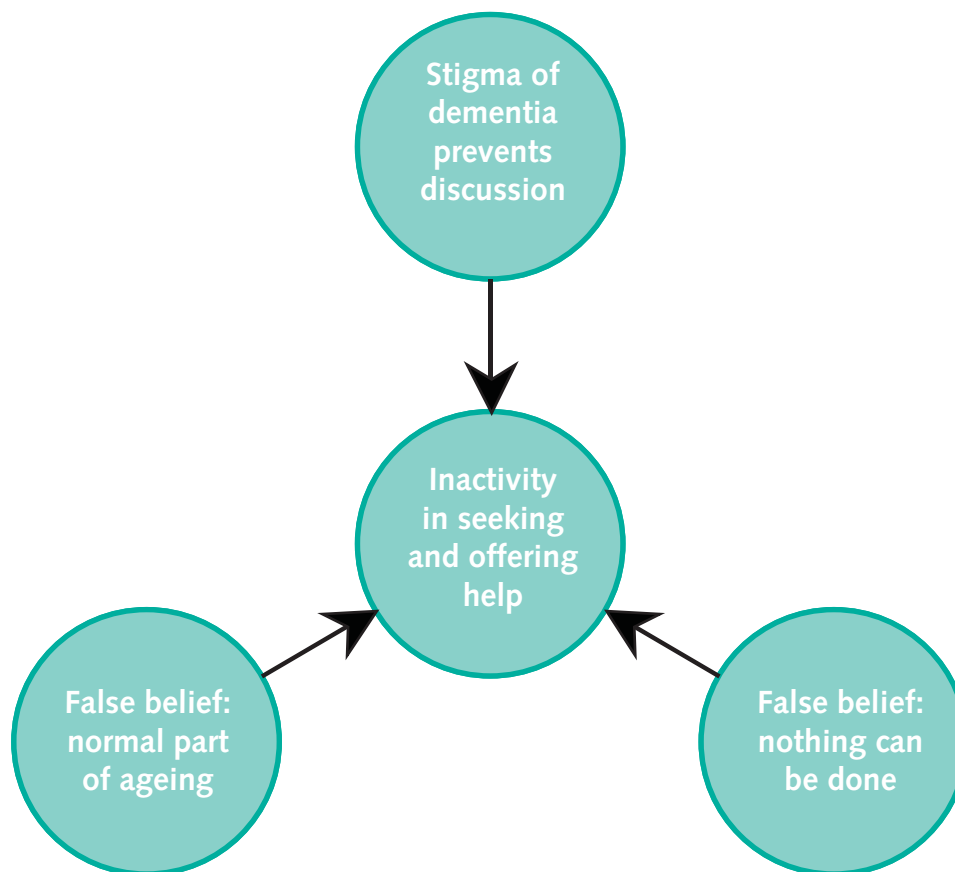 Stigma of
dementia
prevents
discussion
Inactivity
in seeking
and offering
help
False belief:
normal part
of ageing
False belief:
nothing can
be done